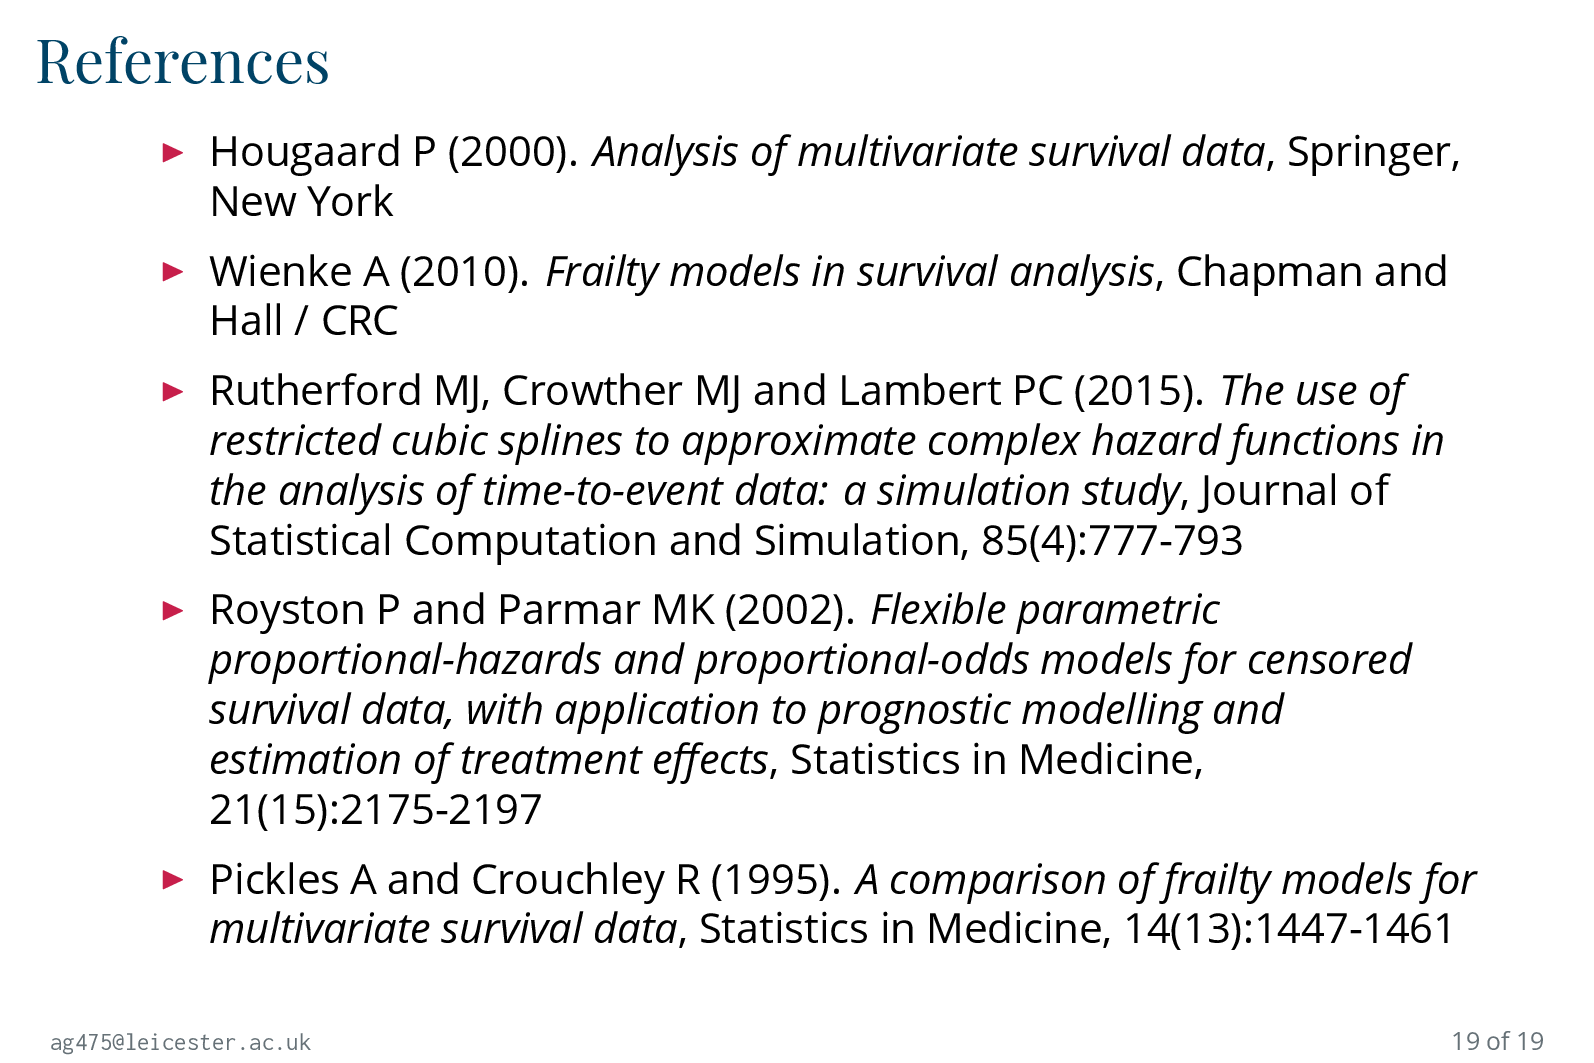 References
Hougaard P (2000). Analysis of multivariate survival data, Springer,
New York
Wienke A (2010). Frailty models in survival analysis, Chapman and
Hall / CRC
Rutherford MJ, Crowther MJ and Lambert PC (2015). The use of
restricted cubic splines to approximate complex hazard functions in
the analysis of time-to-event data: a simulation study, Journal of
Statistical Computation and Simulation, 85(4):777-793
Royston P and Parmar MK (2002). Flexible parametric
proportional-hazards and proportional-odds models for censored
survival data, with application to prognostic modelling and
estimation of treatment effects, Statistics in Medicine,
21(15):2175-2197
Pickles A and Crouchley R (1995). A comparison of frailty models for
multivariate survival data, Statistics in Medicine, 14(13):1447-1461
ag475@leicester.ac.uk
19 of 19